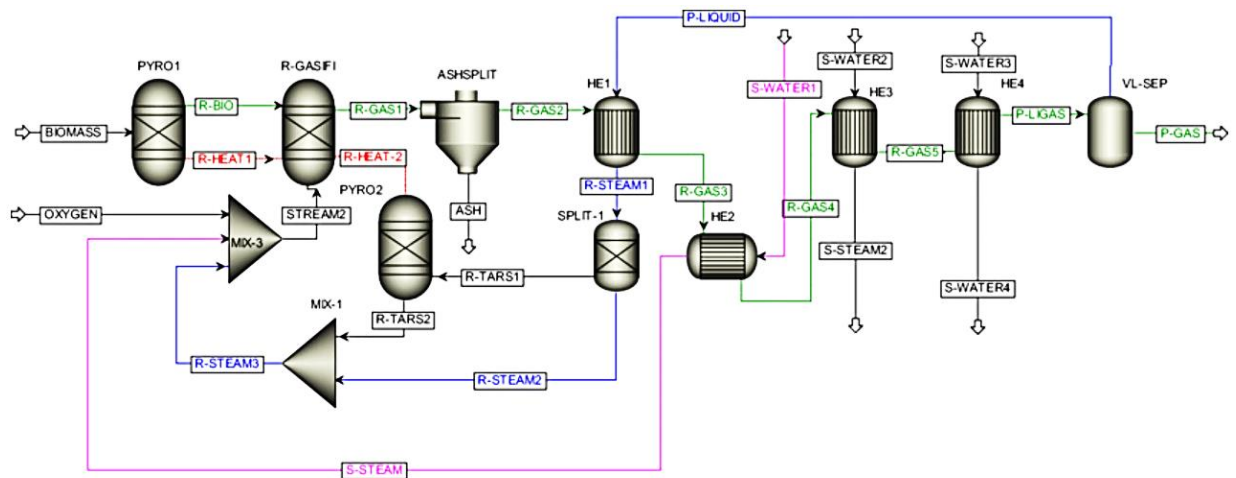 P-LIQUID
PYRO1
R-GASIFI
ASHSPLIT
HE1
S-WATER1
S-WATER2
HE3
S-WATER3
HE4
VL-SEP
R-BIO
R-GAS1
R-GAS2
P-LIGAS
P-GAS
BIOMASS
R-HEAT1
R-HEAT-2
R-GAS5
PYRO2
R-STEAM1
R-GAS3
R-GAS4
OXYGEN
STREAM2
ASH
SPLIT-1
HE2
MIX-3
S-STEAM2
R-TARS1
S-WATER4
MIX-1
R-TARS2
R-STEAM3
R-STEAM2
S-STEAM